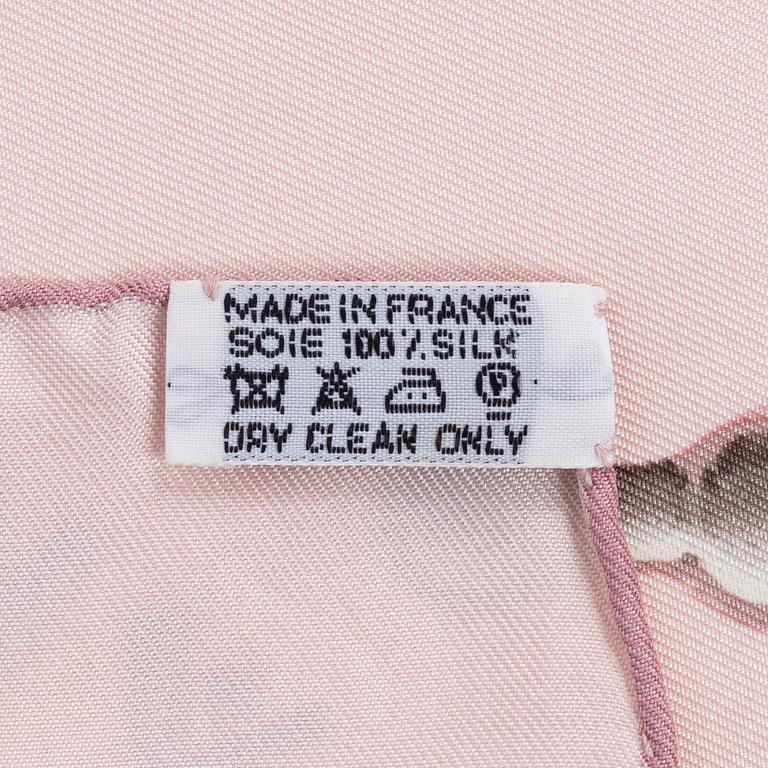 MADE IN FRANCE
SOIE 100% SILK
P
DRY CLEAN ONLY